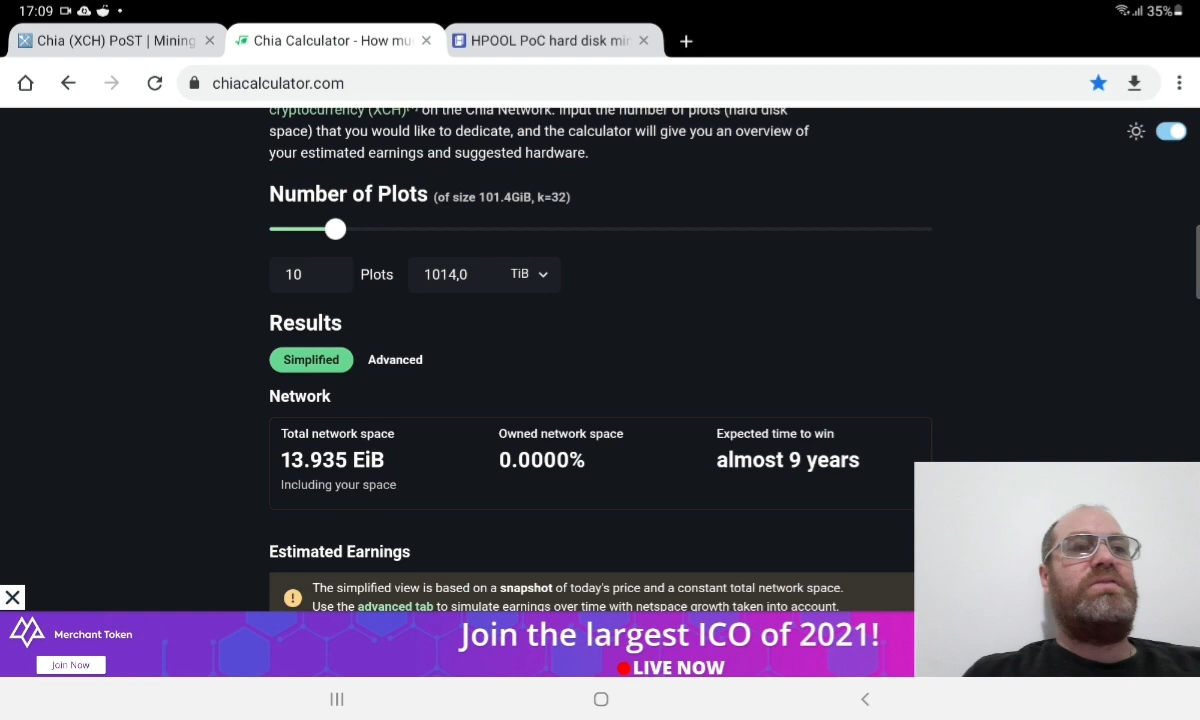 17:09
35%
Chia (XCH) PoST | Mining
Chia Calculator - How mu
HPOOL PoC hard disk min
chiacalculator.com
cryptocurrency (XCH) on the Chia Network. Input the number of plots (hard disk
space) that you would like to dedicate, and the calculator will give you an overview of
your estimated earnings and suggested hardware.
Number of Plots (of size 101.4GiB, k=32)
10 Plots 1014,0 TiB
Results
Simplified Advanced
Network
Total network space Owned network space Expected time to win
13.935 EiB 0.0000% almost 9 years
Including your space
Estimated Earnings
The simplified view is based on a snapshot of today's price and a constant total network space.
Use the advanced tab to simulate earnings over time with netspace growth taken into account.
Merchant Token
Join Now
Join the largest ICO of 2021!
LIVE NOW